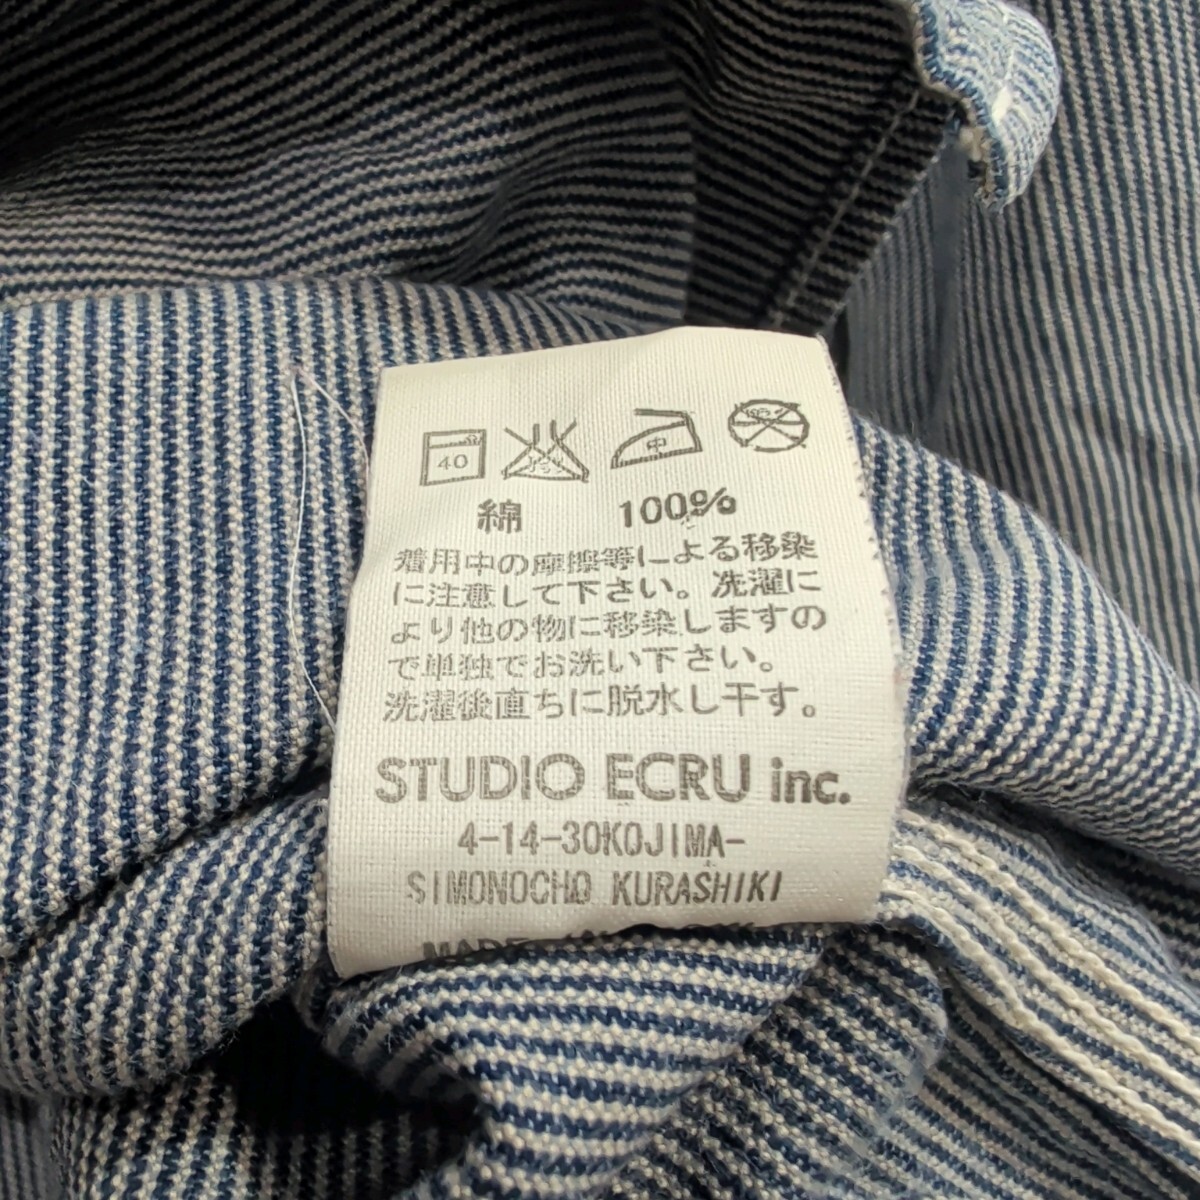 40 中
綿 100%
着用中の摩擦等による移染
に注意して下さい。洗濯に
より他の物に移染しますの
で単独でお洗い下さい。
洗濯後直ちに脱水し干す。
STUDIO ECRU inc.
4-14-30KOJIMA-
SIMONOCHO KURASHIKI
MADE IN